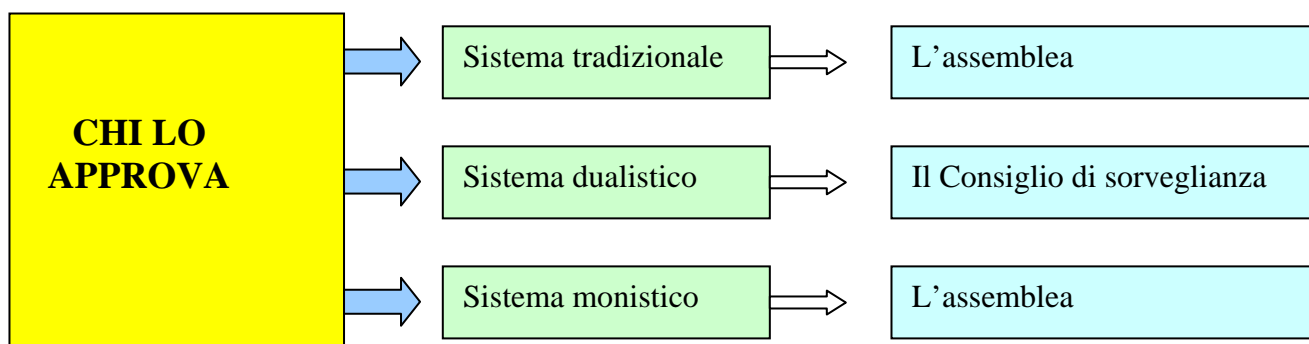 CHI LO
APPROVA
Sistema tradizionale
L’assemblea
Sistema dualistico
Il Consiglio di sorveglianza
Sistema monistico
L’assemblea